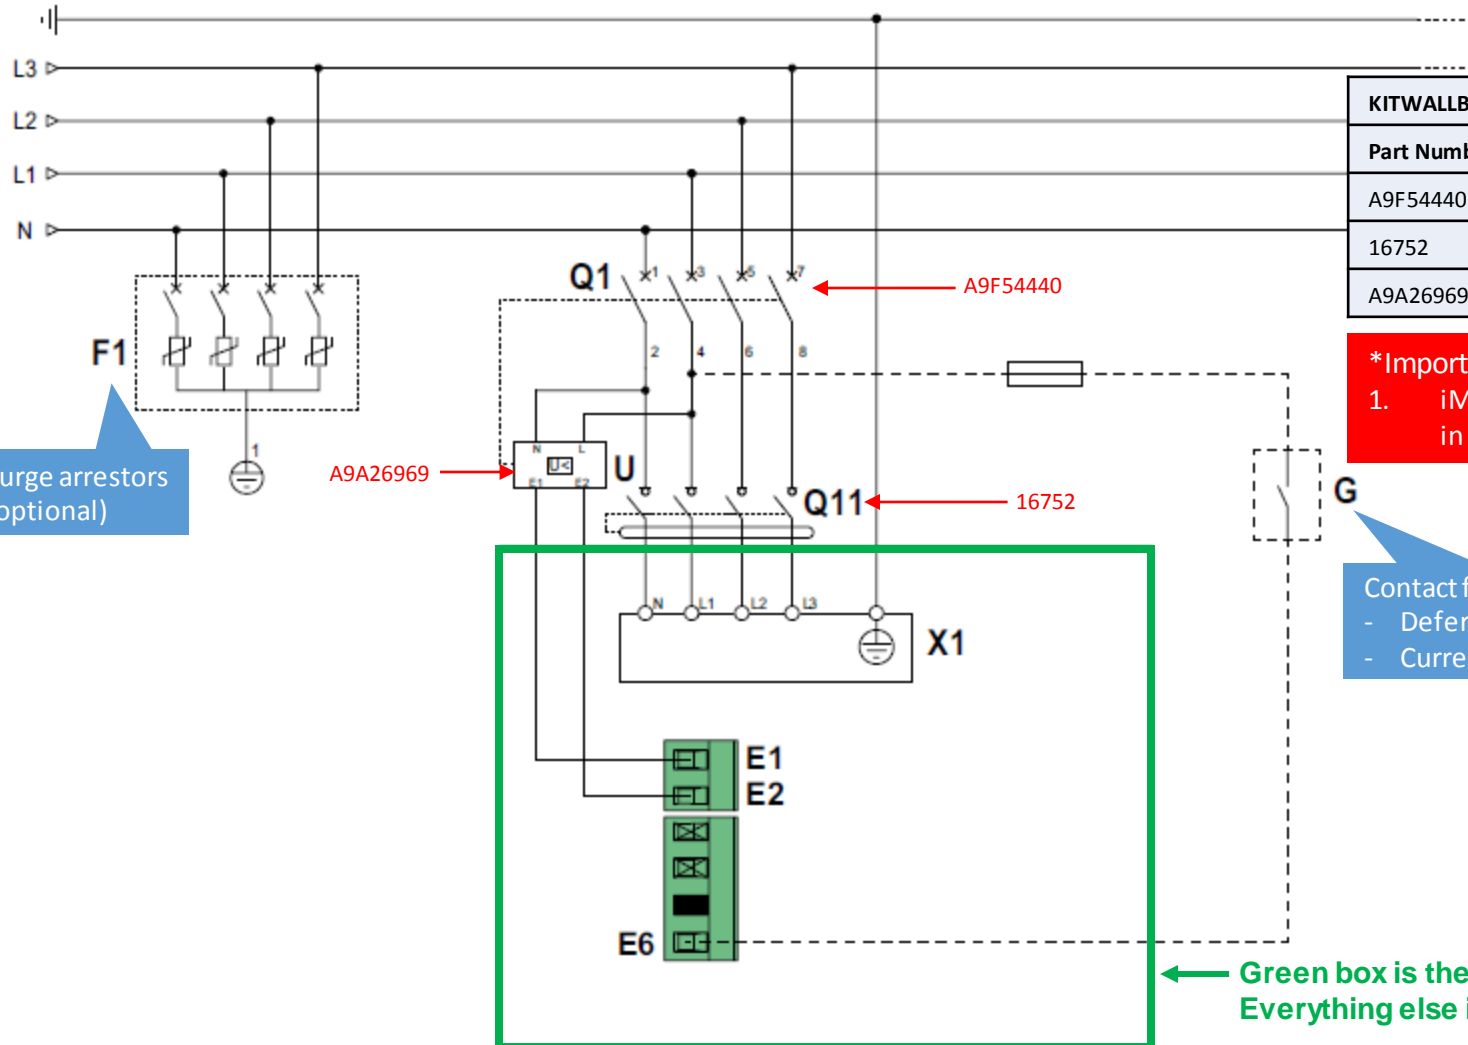 L3
L2
L1
N
KITWALLB
Part Numb
A9F54440
16752
A9A26969
Q1
1
3
5
7
A9F54440
2
4
6
8
F1
1
*Import
1. iM
in
urge arrestors
optional)
A9A26969
N
L
U<
E1
E2
U
Q11
16752
G
Contact f
- Defer
- Curre
N
L1
L2
L3
X1
E1
E2
E6
Green box is the
Everything else i